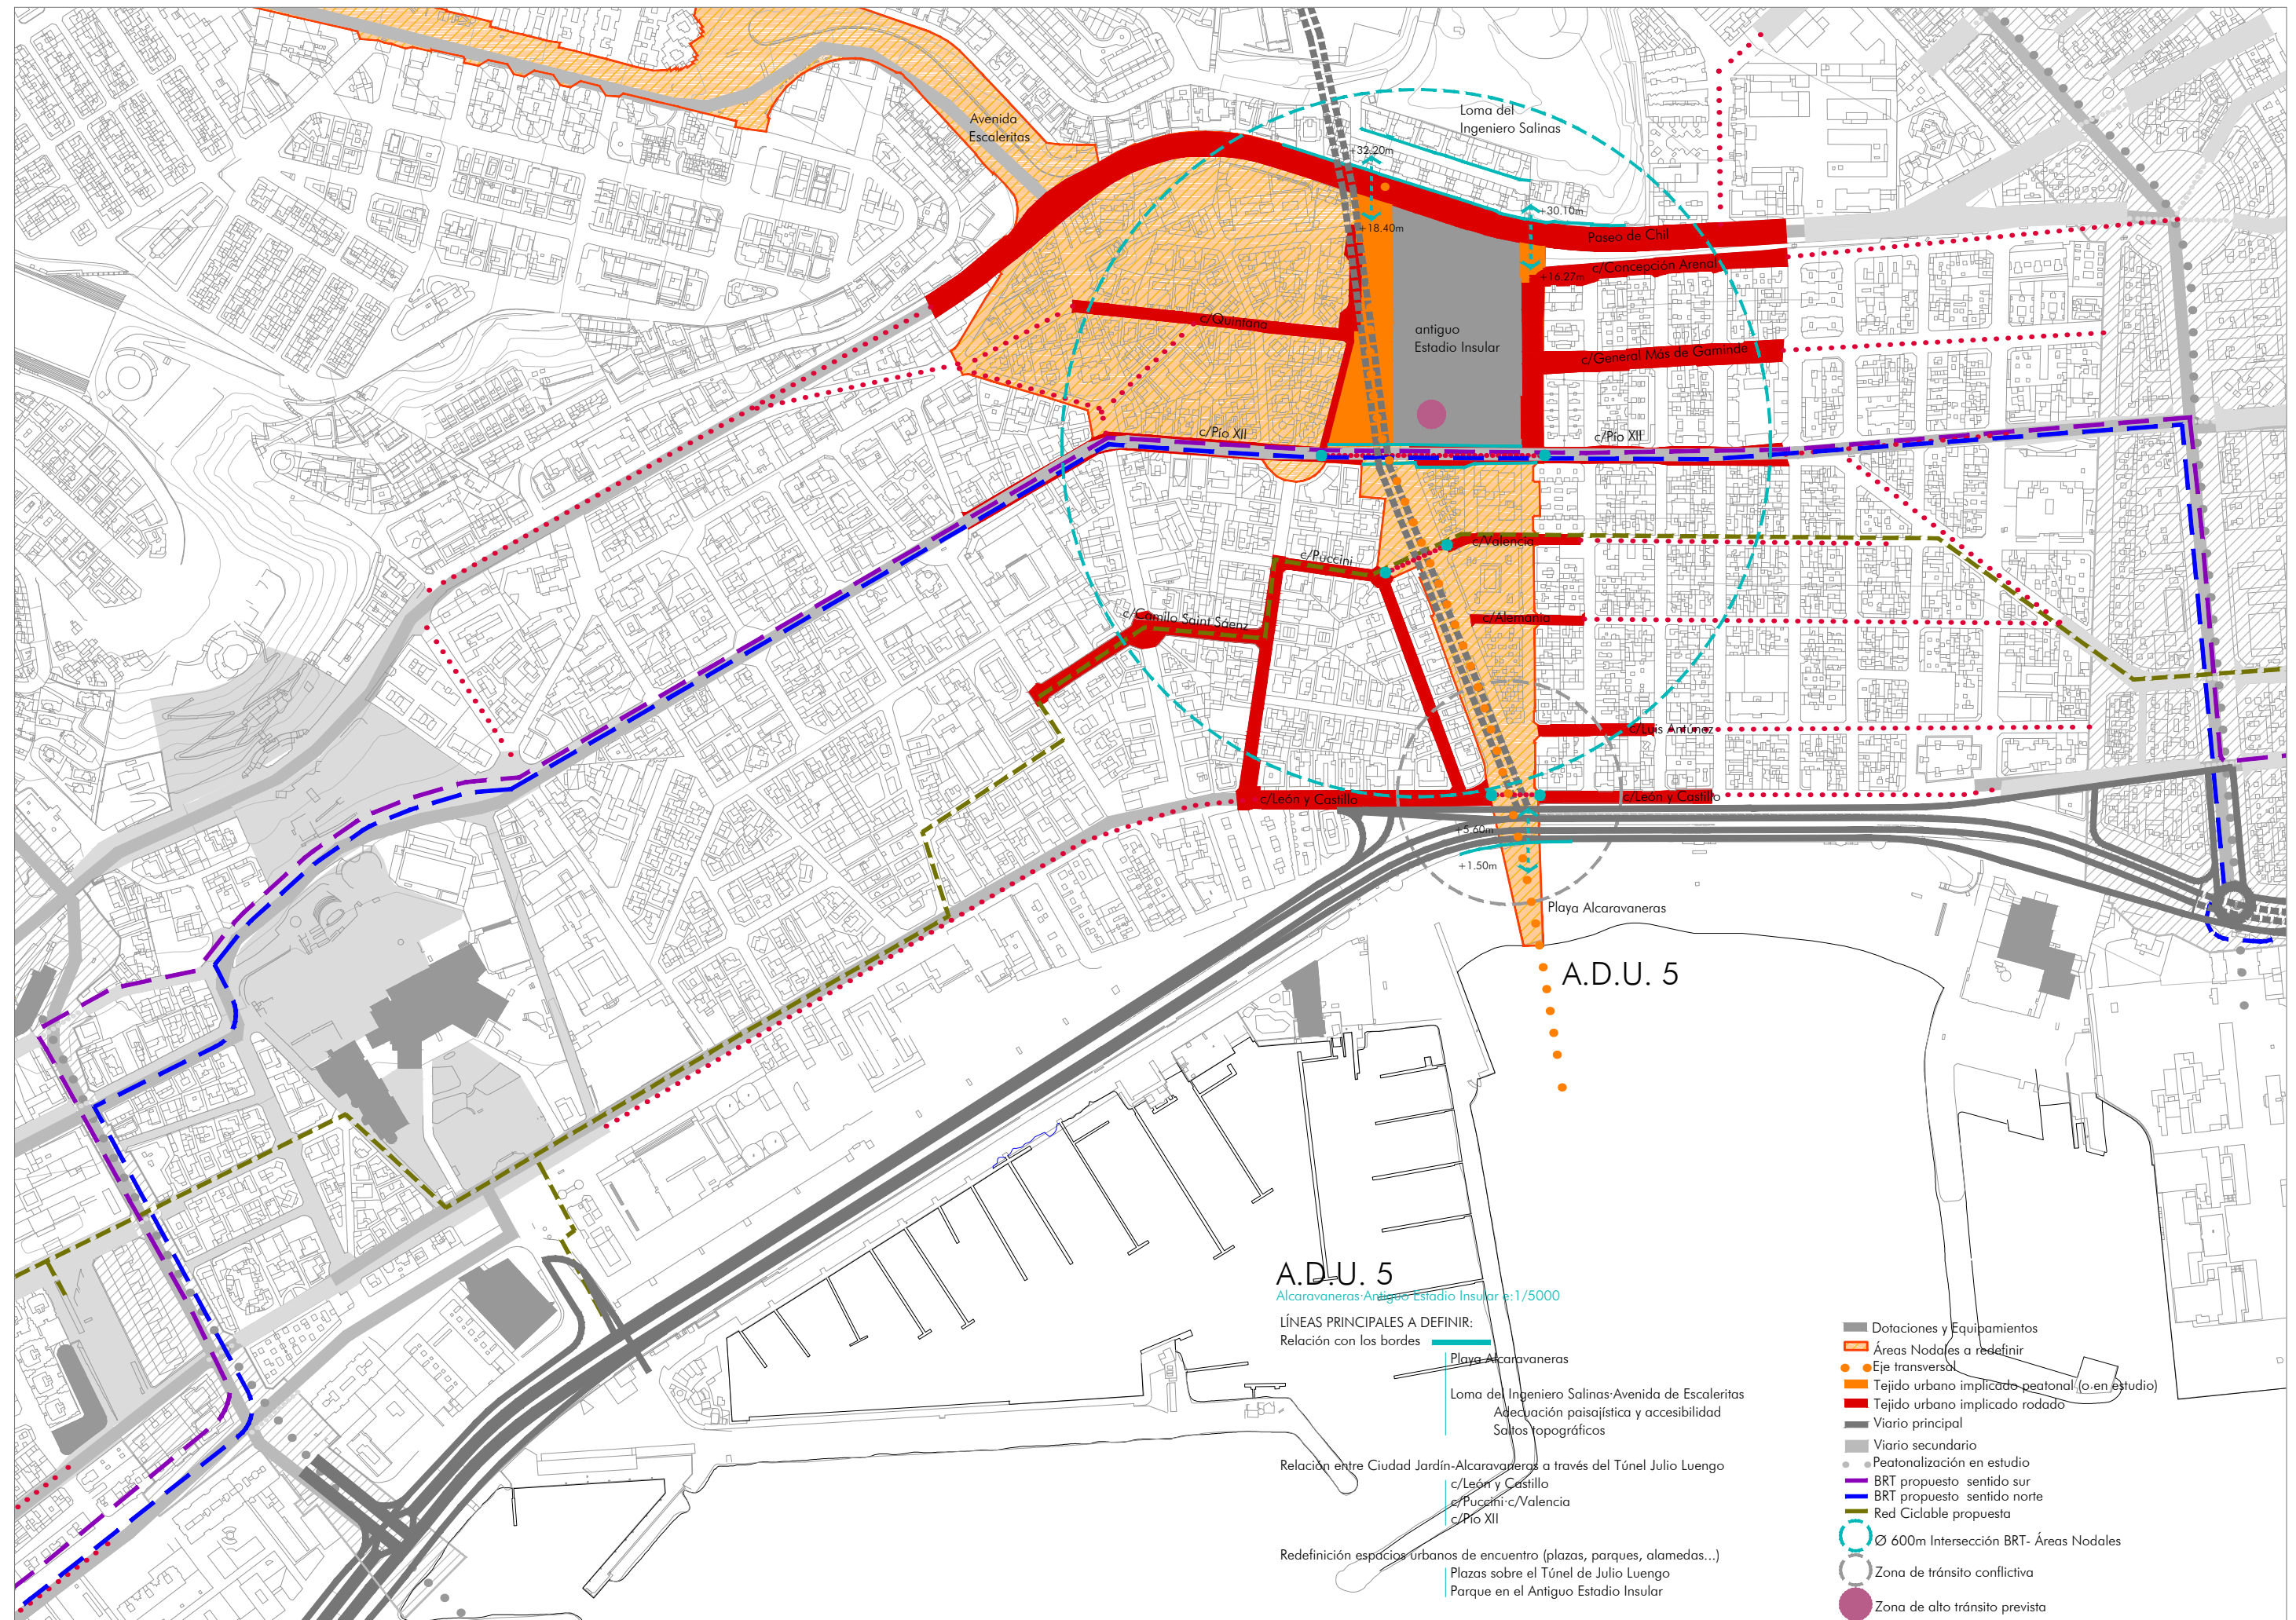 Avenida
Escaleritas
Loma del
Ingeniero Salinas
+32.20m
+30.10m
+18.40m
Paseo de Chil
c/Concepción Arenal
+16.27m
c/Quintana
antiguo
Estadio Insular
c/General Más de Gaminde
c/Pío XII
c/Pío XII
c/Valencia
c/Puccini
c/Camilo Saint Säenz
c/Alemania
c/Luis Antúnez
c/León y Castillo
c/León y Castillo
+5.60m
+1.50m
Playa Alcaravaneras
A.D.U. 5
A.D.U. 5
Alcaravaneras·Antiguo Estadio Insular e:1/5000
LÍNEAS PRINCIPALES A DEFINIR:
Relación con los bordes
Playa Alcaravaneras
Loma del Ingeniero Salinas·Avenida de Escaleritas
Adecuación paisajística y accesibilidad
Saltos topográficos
Relación entre Ciudad Jardín-Alcaravaneras a través del Túnel Julio Luengo
c/León y Castillo
c/Puccini·c/Valencia
c/Pío XII
Redefinición espacios urbanos de encuentro (plazas, parques, alamedas...)
Plazas sobre el Túnel de Julio Luengo
Parque en el Antiguo Estadio Insular
Dotaciones y Equipamientos
Áreas Nodales a redefinir
Eje transversal
Tejido urbano implicado peatonal (o en estudio)
Tejido urbano implicado rodado
Viario principal
Viario secundario
Peatonalización en estudio
BRT propuesto sentido sur
BRT propuesto sentido norte
Red Ciclable propuesta
Ø 600m Intersección BRT- Áreas Nodales
Zona de tránsito conflictiva
Zona de alto tránsito prevista